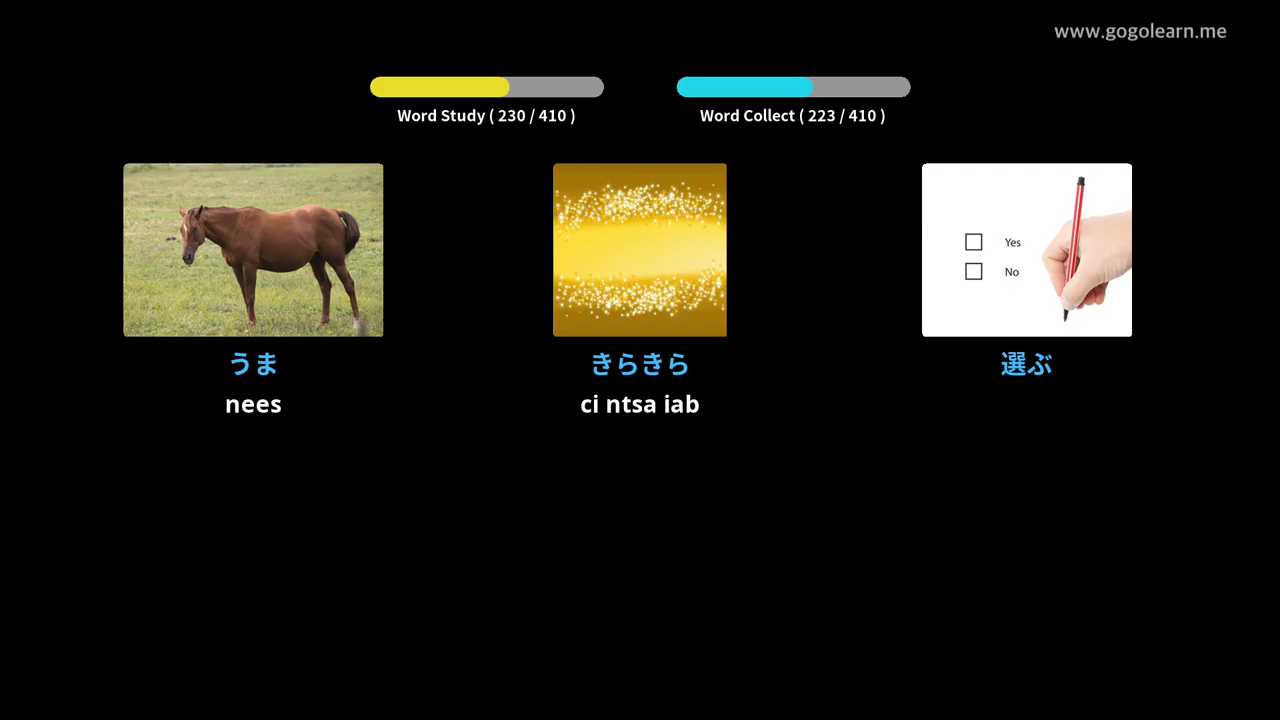 www.gogolearn.me
Word Study ( 230 / 410 )
Word Collect ( 223 / 410 )
Yes
No
うま
きらきら
選ぶ
nees
ci ntsa iab